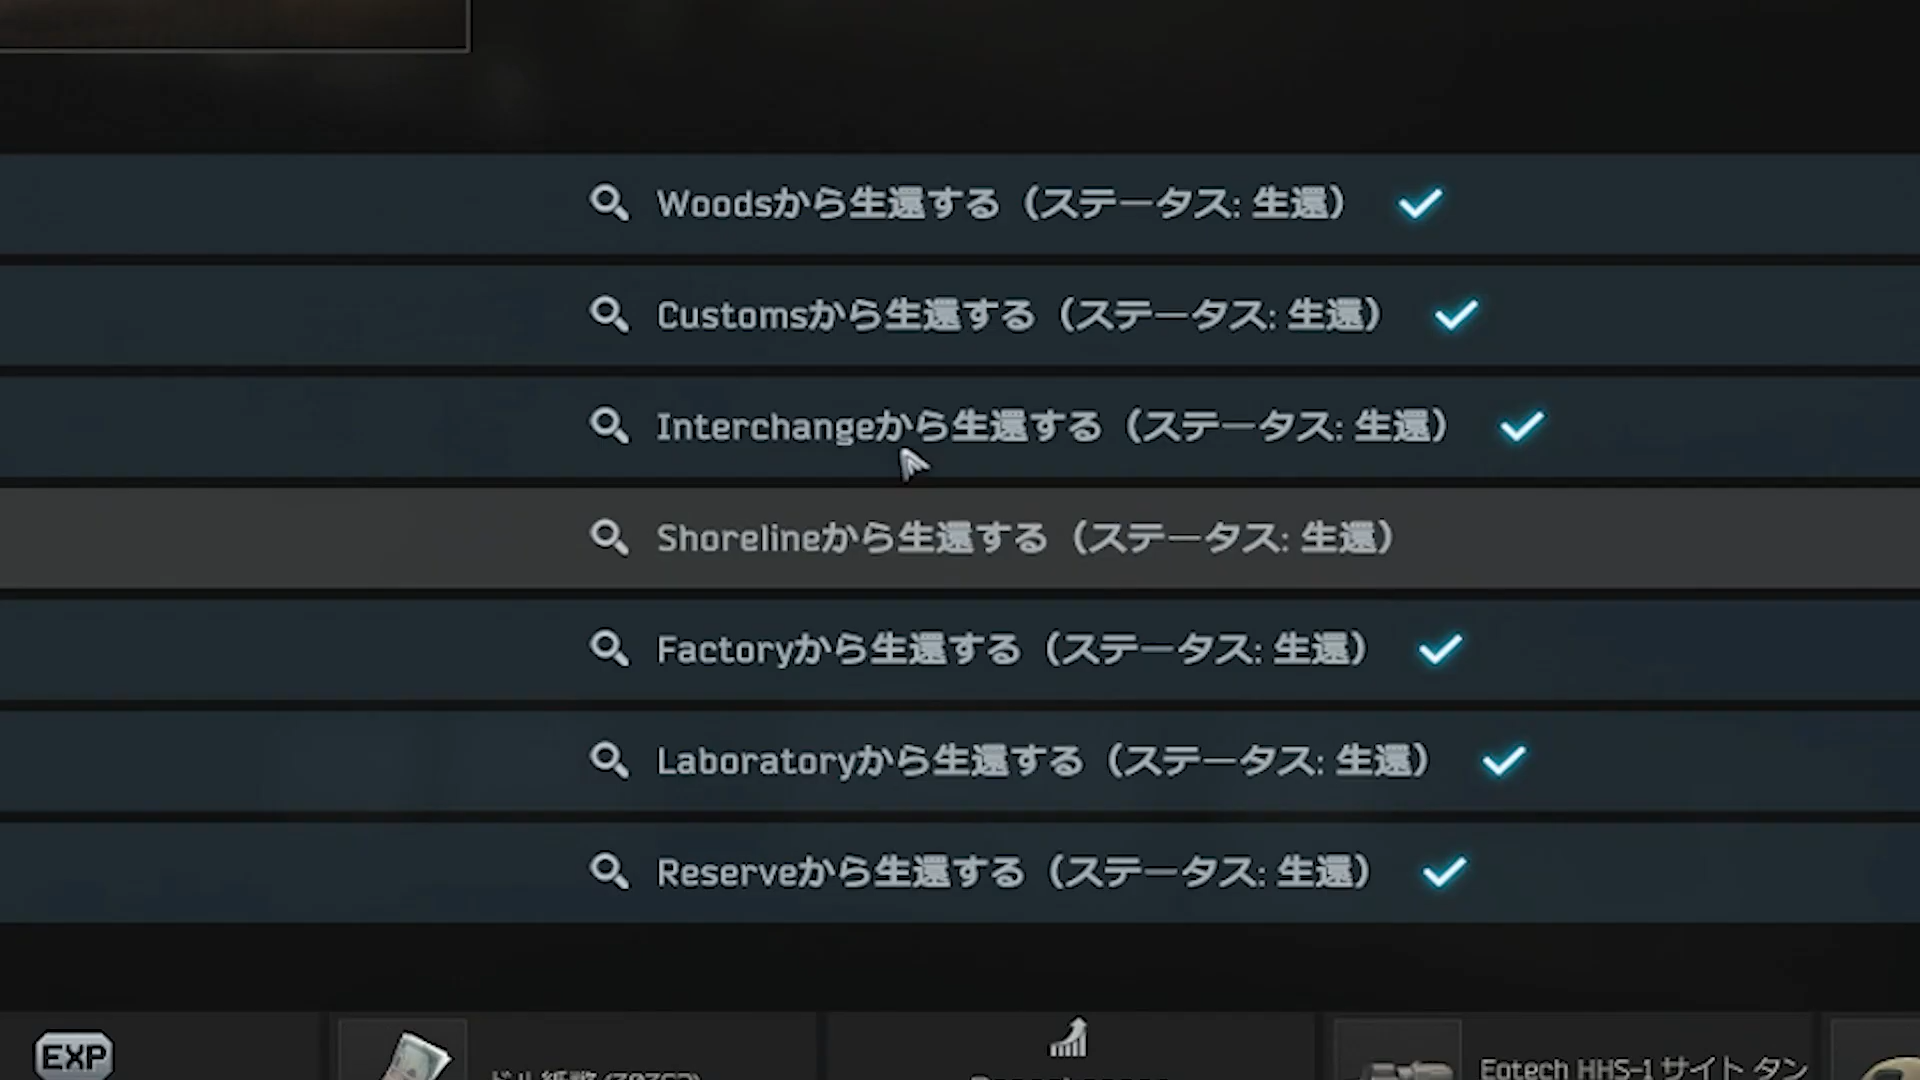 Woodsから生還する（ステータス: 生還）
Customsから生還する（ステータス: 生還）
Interchangeから生還する（ステータス: 生還）
Shorelineから生還する（ステータス: 生還）
Factoryから生還する（ステータス: 生還）
Laboratoryから生還する（ステータス: 生還）
Reserveから生還する（ステータス: 生還）
EXP
Eotech HHS-1 サイト タン